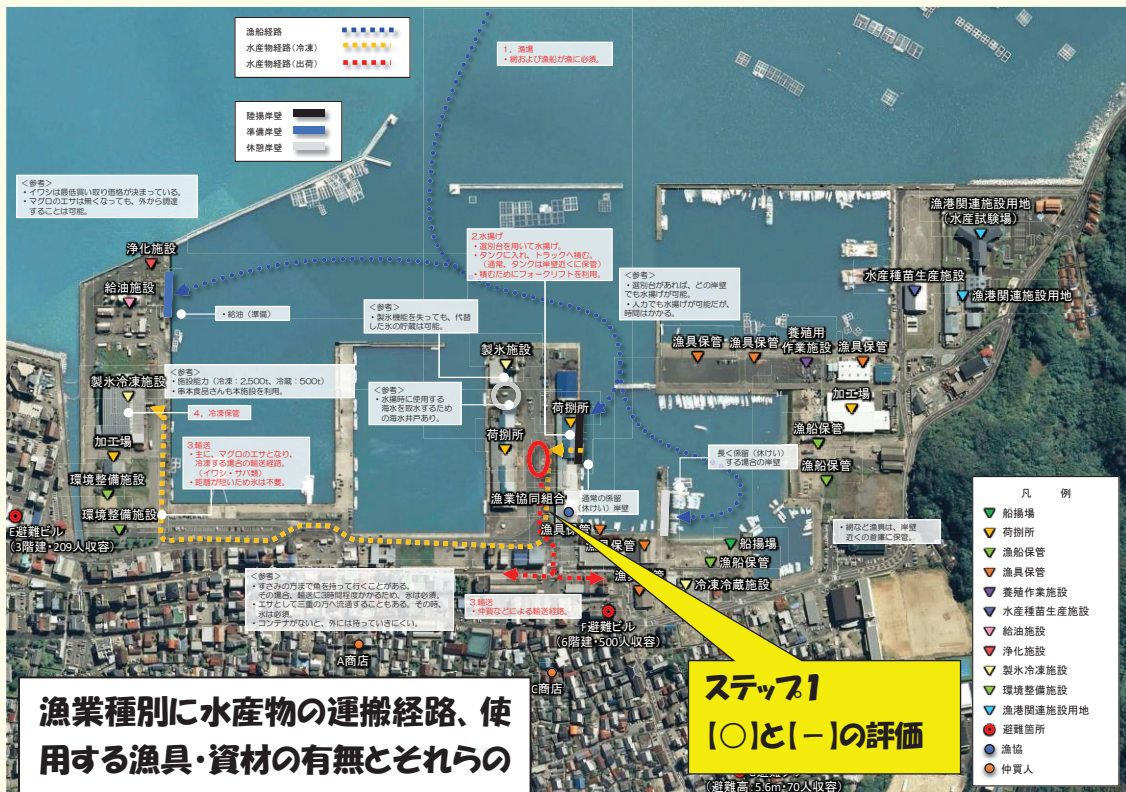 漁船経路
水産物経路(冷凍)
水産物経路(出荷)
陸揚岸壁
準備岸壁
休憩岸壁
1．漁場
・網および漁船が漁に必須。
＜参考＞
・イワシは最低買い取り価格が決まっている。
・マグロのエサは無くなっても、外から調達
することは可能。
浄化施設
給油施設
・給油（準備）
2.水揚げ
・選別台を用いて水揚げ。
・タンクに入れ、トラックへ積む。
（通常、タンクは岸壁近くに保管）
・積むためにフォークリフトを利用。
＜参考＞
・選別台があれば、どの岸壁
でも水揚げが可能。
・人力でも水揚げが可能だが、
時間はかかる。
漁港関連施設用地
(水産試験場)
水産種苗生産施設
漁港関連施設用地
＜参考＞
・製氷機能を失っても、代替
した氷の貯蔵は可能。
製氷施設
漁具保管
漁具保管
養殖用
作業施設
漁具保管
＜参考＞
・施設能力（冷凍：2,500t、冷蔵：500t）
・串本食品さんも本施設を利用。
製氷冷凍施設
4．冷凍保管
＜参考＞
・水揚時に使用する
海水を取水するため
の海水井戸あり。
荷捌所
荷捌所
加工場
加工場
漁船保管
漁船保管
3.輸送
・主に、マグロのエサとなり、
冷凍する場合の輸送経路。
（イワシ・サバ類）
・距離が短いため氷は不要。
長く係留（休けい）
する場合の岸壁
環境整備施設
環境整備施設
漁業協同組合
通常の係留
（休けい）岸壁
E避難ビル
(3階建・209人収容)
漁具保管
漁具保管
船揚場
漁船保管
冷凍冷蔵施設
・網など漁具は、岸壁
近くの倉庫に保管。
＜参考＞
・すさみの方まで魚を持って行くことがある。
その場合、輸送に3時間程度かかるため、氷は必須。
・エサとして三重の方へ流通することもある。その時、
氷は必須。
・コンテナがないと、外には持っていきにくい。
3.輸送
・仲買などによる輸送経路。
F避難ビル
(6階建・500人収容)
A商店
C商店
凡 例
船揚場
荷捌所
漁船保管
漁具保管
養殖作業施設
水産種苗生産施設
給油施設
浄化施設
製氷冷凍施設
環境整備施設
漁港関連施設用地
避難箇所
漁協
仲買人
漁業種別に水産物の運搬経路、使
用する漁具・資材の有無とそれらの
ステップ1
【○】と【－】の評価
(避難高:5.6m・70人収容)